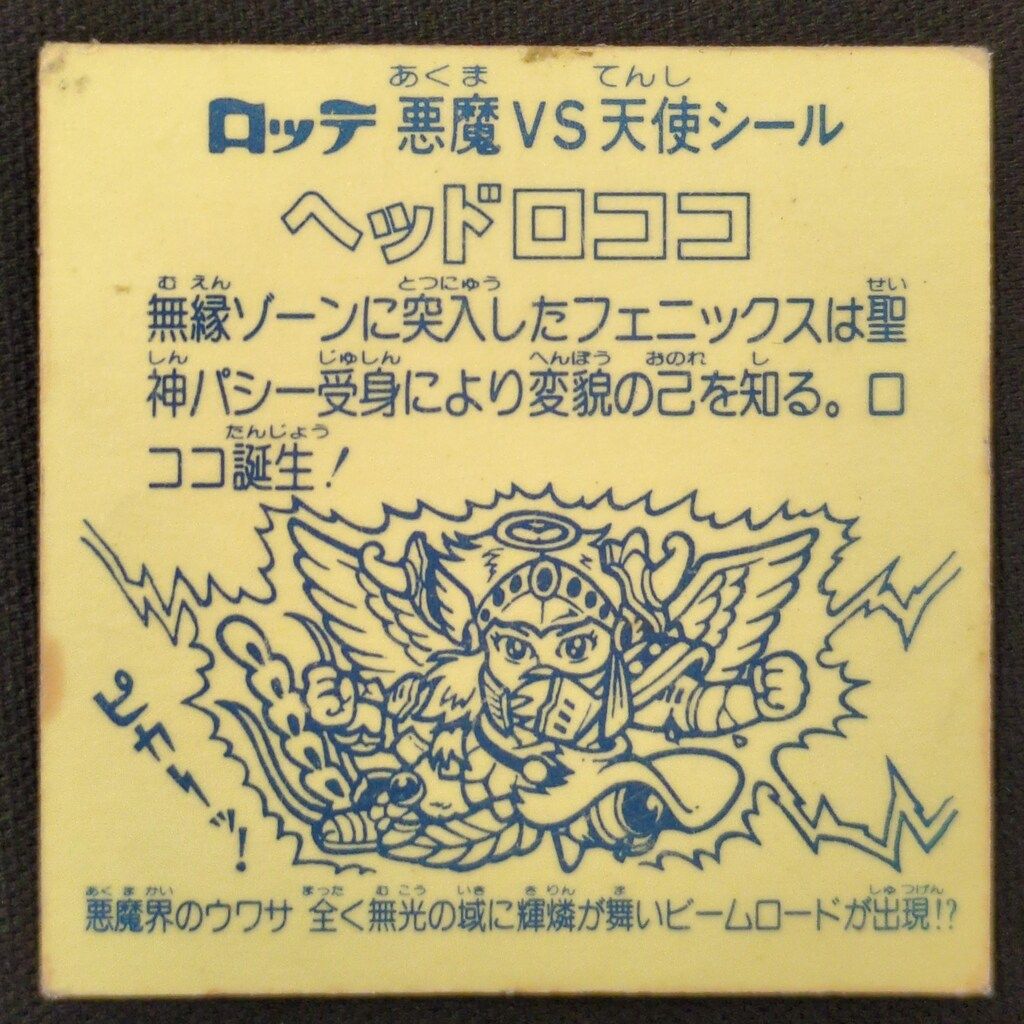 あくま てんし
ロッテ 悪魔VS天使シール
ヘッドロココ
む えん とつにゅう せい
無縁ゾーンに突入したフェニックスは聖
しん じゅしん へんぼう おのれ し
神パシー受身により変貌の己を知る。ロ
たんじょう
ココ誕生!
あくまかい まった むこう いき きりん ま しゅつげん
悪魔界のウワサ 全く無光の域に輝燐が舞いビームロードが出現!?